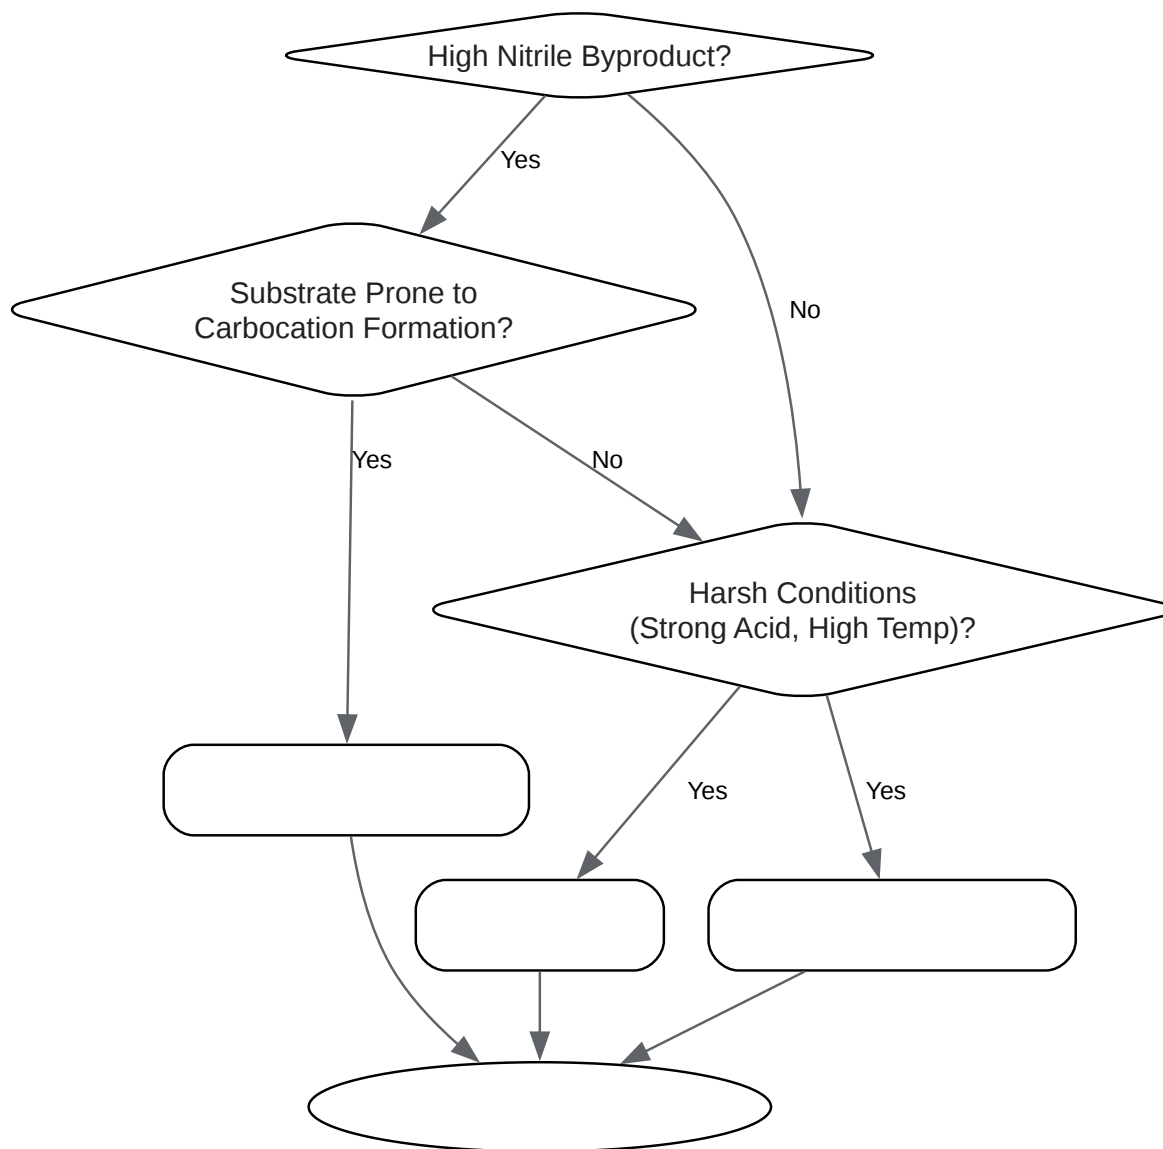 High Nitrile Byproduct?
Yes
Substrate Prone to
Carbocation Formation?
No
Yes
No
Harsh Conditions
(Strong Acid, High Temp)?
Yes
Yes